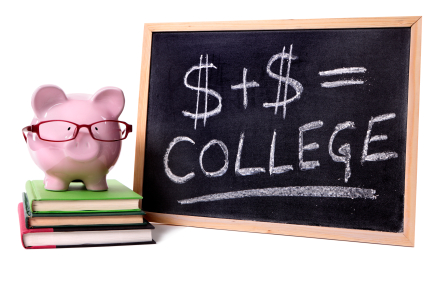 $ + $ =
COLLEGE